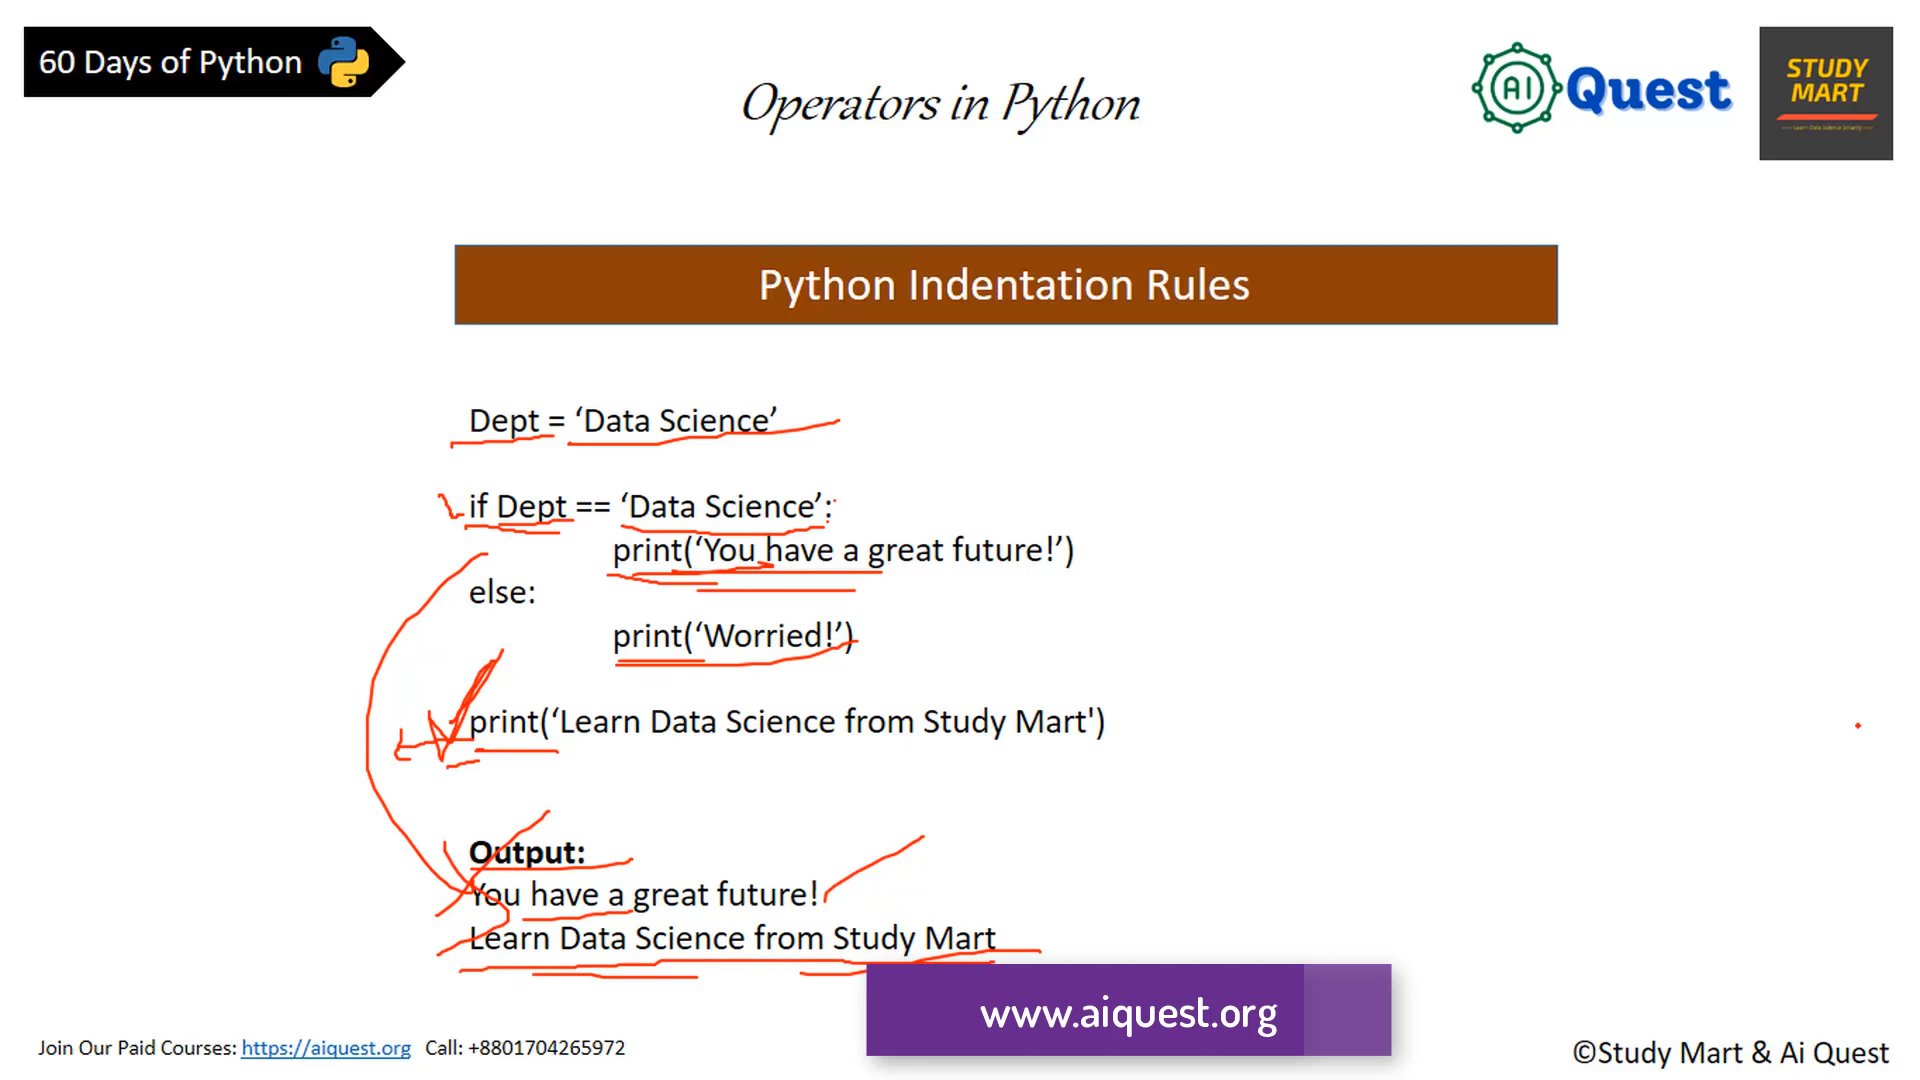 60 Days of Python
Operators in Python
AI Quest
STUDY
MART
Python Indentation Rules
Dept = ‘Data Science’
if Dept == ‘Data Science’:
print(‘You have a great future!’)
else:
print(‘Worried!’)
print(‘Learn Data Science from Study Mart')
Output:
You have a great future!
Learn Data Science from Study Mart
www.aiquest.org
Join Our Paid Courses: https://aiquest.org Call: +8801704265972
©Study Mart & Ai Quest